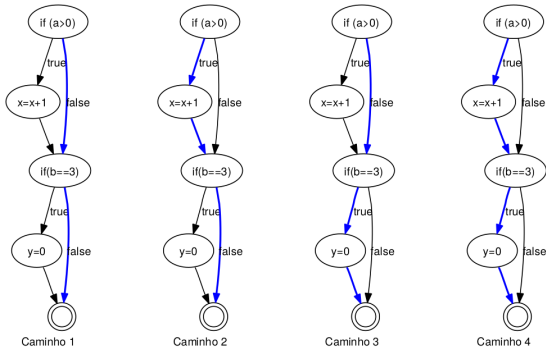 if (a>0)
true
x=x+1
false
if(b==3)
true
y=0
false
Caminho 1
if (a>0)
true
x=x+1
false
if(b==3)
true
y=0
false
Caminho 2
if (a>0)
true
x=x+1
false
if(b==3)
true
y=0
false
Caminho 3
if (a>0)
true
x=x+1
false
if(b==3)
true
y=0
false
Caminho 4